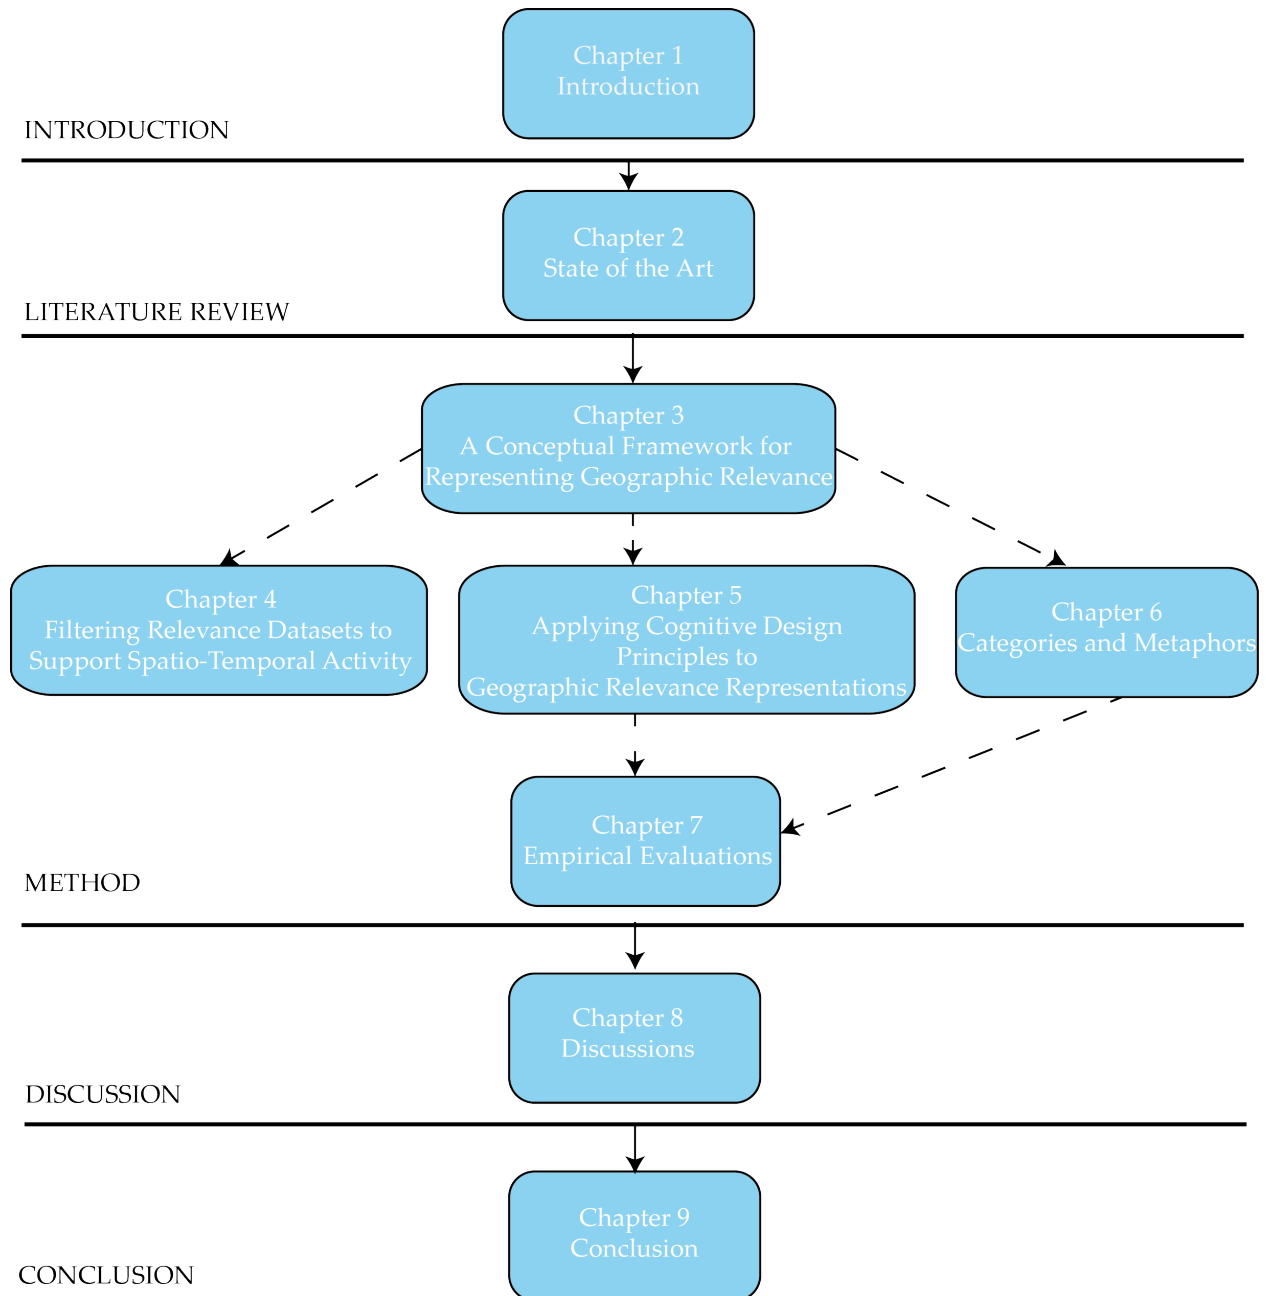 Chapter 1
Introduction
INTRODUCTION
Chapter 2
State of the Art
LITERATURE REVIEW
Chapter 3
A Conceptual Framework for
Representing Geographic Relevance
Chapter 4
Filtering Relevance Datasets to
Support Spatio-Temporal Activity
Chapter 5
Applying Cognitive Design
Principles to
Geographic Relevance Representations
Chapter 6
Categories and Metaphors
Chapter 7
Empirical Evaluations
METHOD
Chapter 8
Discussions
DISCUSSION
Chapter 9
Conclusion
CONCLUSION